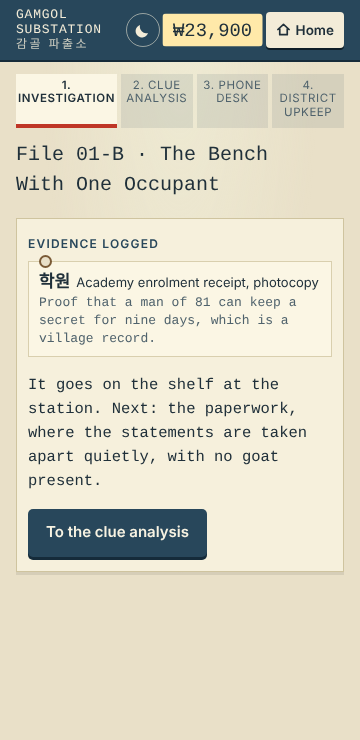 GAMGOL
SUBSTATION
감골 파출소
₩23,900
Home
1.
INVESTIGATION
2. CLUE
ANALYSIS
3. PHONE
DESK
4.
DISTRICT
UPKEEP
File 01-B · The Bench
With One Occupant
EVIDENCE LOGGED
학원 Academy enrolment receipt, photocopy
Proof that a man of 81 can keep a
secret for nine days, which is a
village record.
It goes on the shelf at the
station. Next: the paperwork,
where the statements are taken
apart quietly, with no goat
present.
To the clue analysis